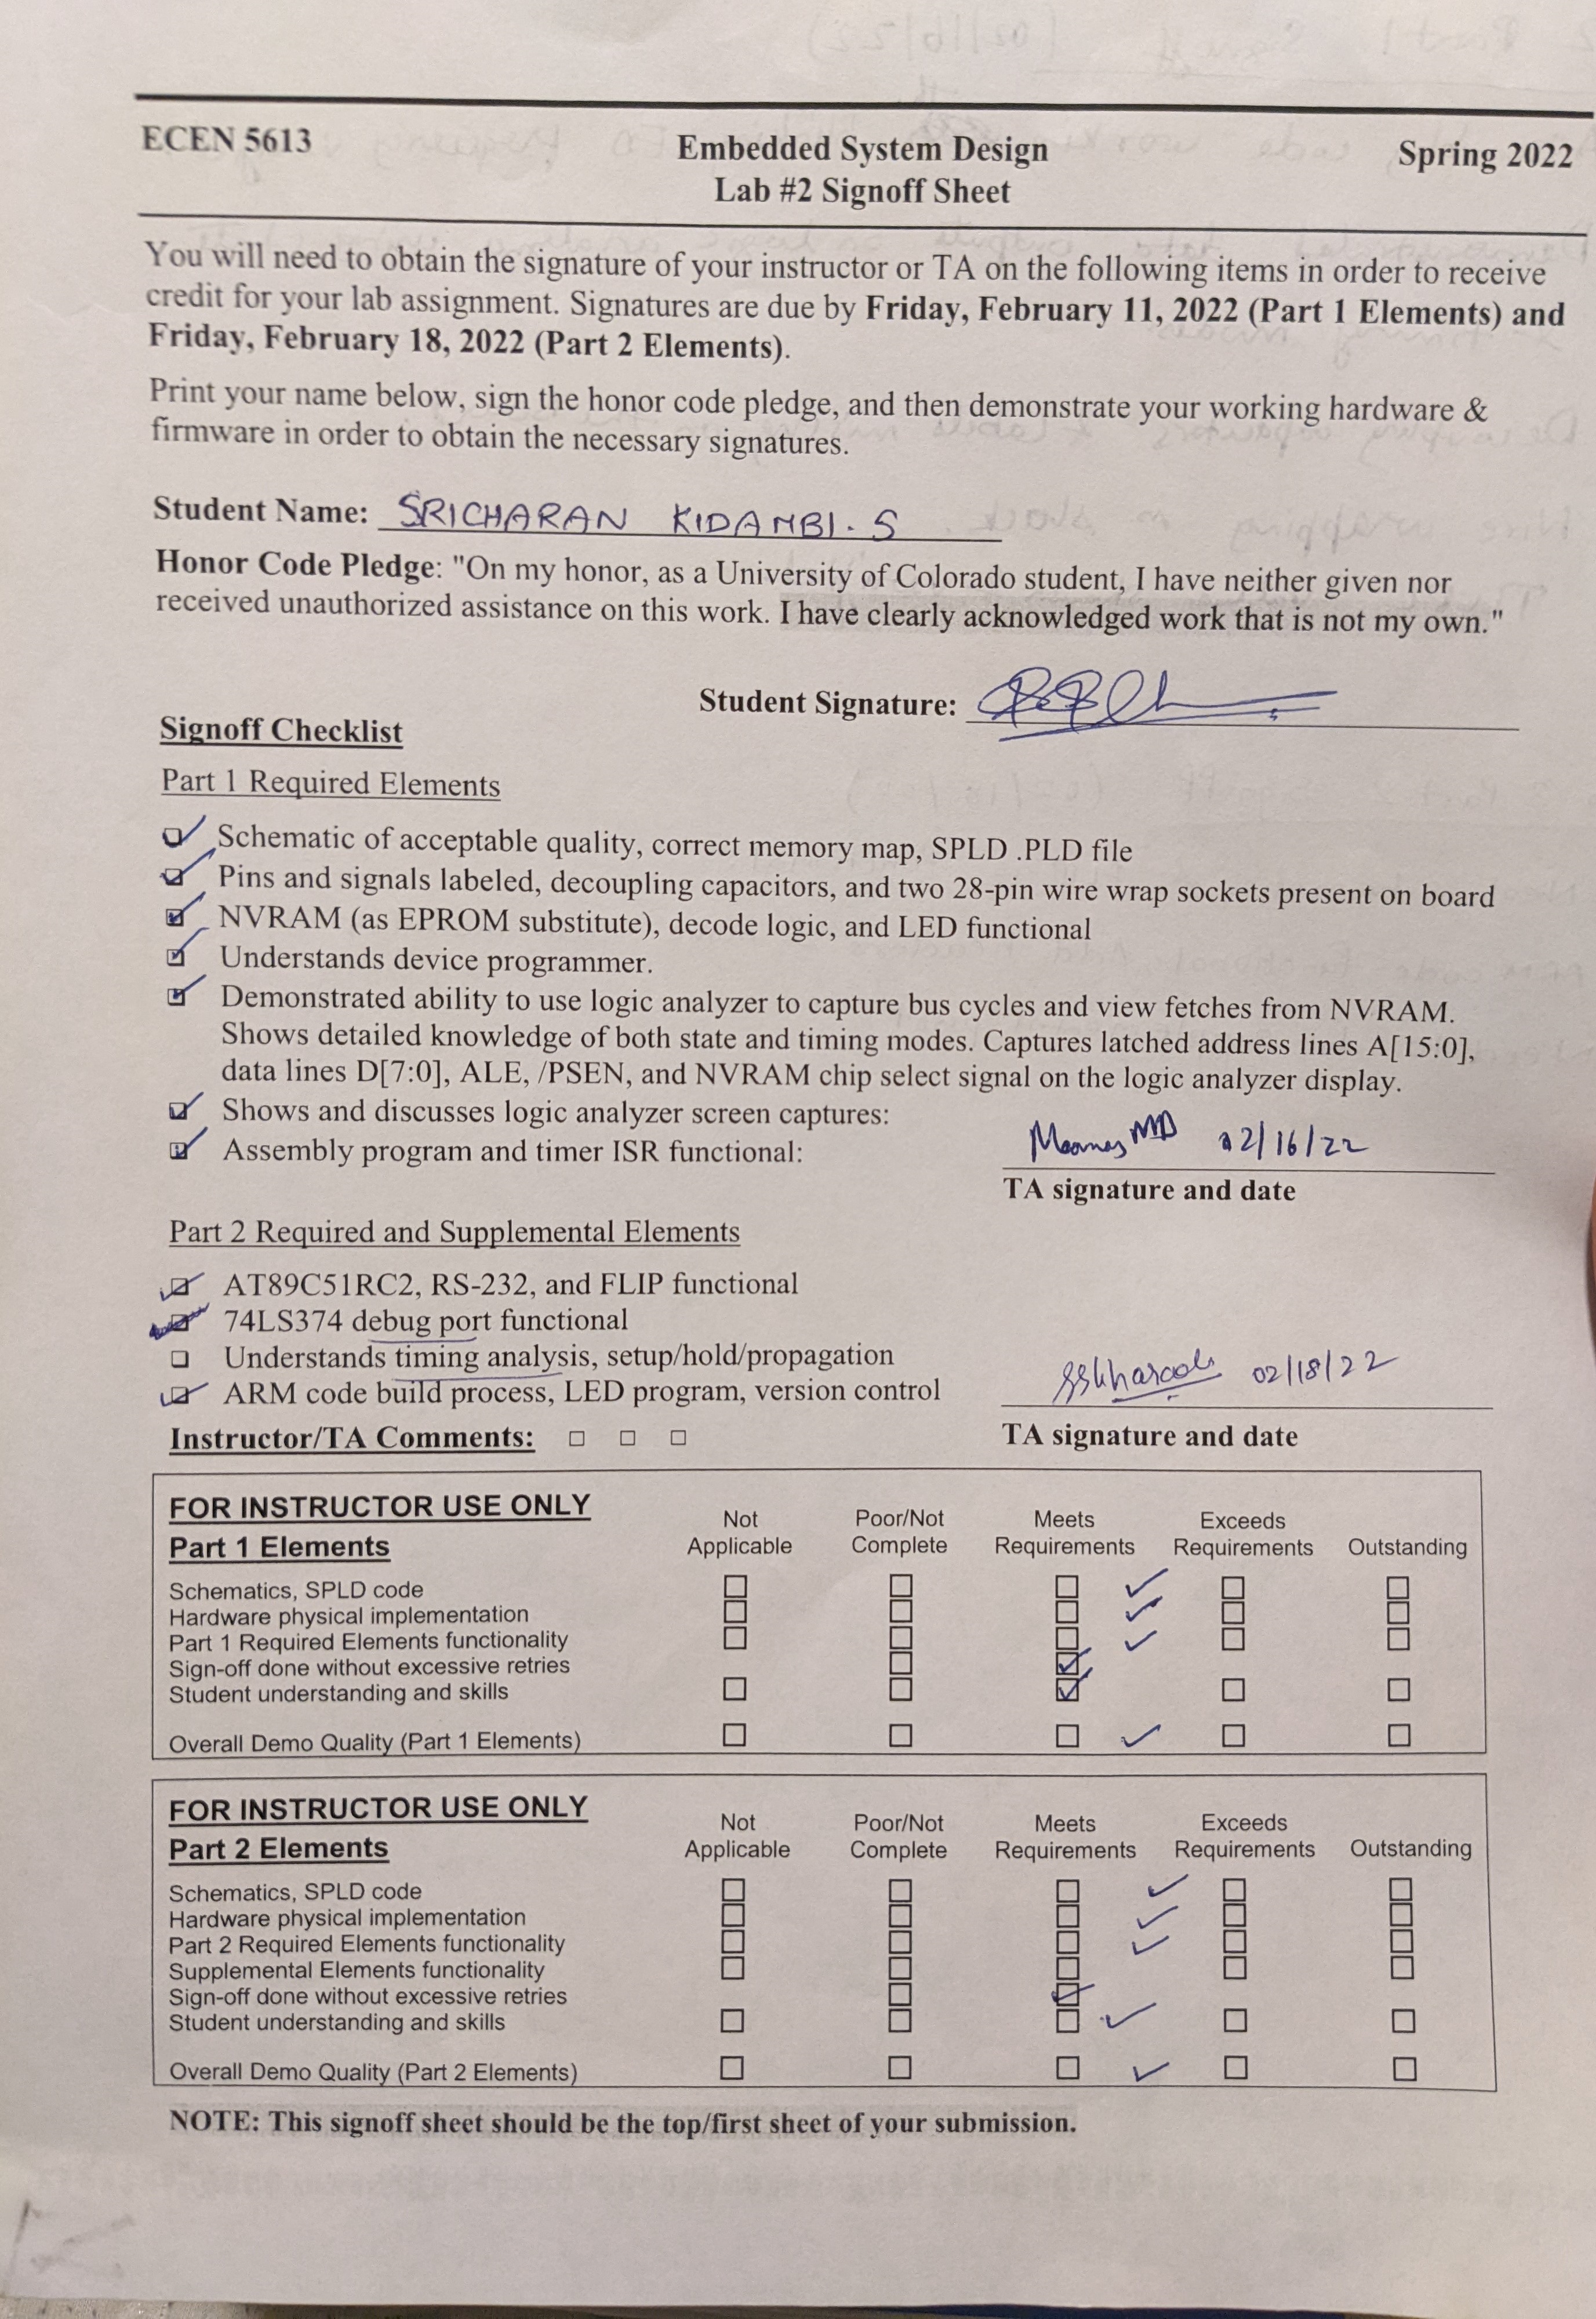 ECEN 5613 Embedded System Design Spring 2022
Lab #2 Signoff Sheet
You will need to obtain the signature of your instructor or TA on the following items in order to receive
credit for your lab assignment. Signatures are due by Friday, February 11, 2022 (Part 1 Elements) and
Friday, February 18, 2022 (Part 2 Elements).
Print your name below, sign the honor code pledge, and then demonstrate your working hardware &
firmware in order to obtain the necessary signatures.
Student Name: SRICHARAN KIDAMBI. S
Honor Code Pledge: "On my honor, as a University of Colorado student, I have neither given nor
received unauthorized assistance on this work. I have clearly acknowledged work that is not my own."
Student Signature:
Signoff Checklist
Part 1 Required Elements
Schematic of acceptable quality, correct memory map, SPLD .PLD file
Pins and signals labeled, decoupling capacitors, and two 28-pin wire wrap sockets present on board
NVRAM (as EPROM substitute), decode logic, and LED functional
Understands device programmer.
Demonstrated ability to use logic analyzer to capture bus cycles and view fetches from NVRAM.
Shows detailed knowledge of both state and timing modes. Captures latched address lines A[15:0],
data lines D[7:0], ALE, /PSEN, and NVRAM chip select signal on the logic analyzer display.
Shows and discusses logic analyzer screen captures:
Assembly program and timer ISR functional: 02/16/22
TA signature and date
Part 2 Required and Supplemental Elements
AT89C51RC2, RS-232, and FLIP functional
74LS374 debug port functional
Understands timing analysis, setup/hold/propagation
ARM code build process, LED program, version control 02/18/22
Instructor/TA Comments: TA signature and date
FOR INSTRUCTOR USE ONLY
Part 1 Elements
Not Applicable Poor/Not Complete Meets Requirements Exceeds Requirements Outstanding
Schematics, SPLD code
Hardware physical implementation
Part 1 Required Elements functionality
Sign-off done without excessive retries
Student understanding and skills
Overall Demo Quality (Part 1 Elements)
FOR INSTRUCTOR USE ONLY
Part 2 Elements
Not Applicable Poor/Not Complete Meets Requirements Exceeds Requirements Outstanding
Schematics, SPLD code
Hardware physical implementation
Part 2 Required Elements functionality
Supplemental Elements functionality
Sign-off done without excessive retries
Student understanding and skills
Overall Demo Quality (Part 2 Elements)
NOTE: This signoff sheet should be the top/first sheet of your submission.